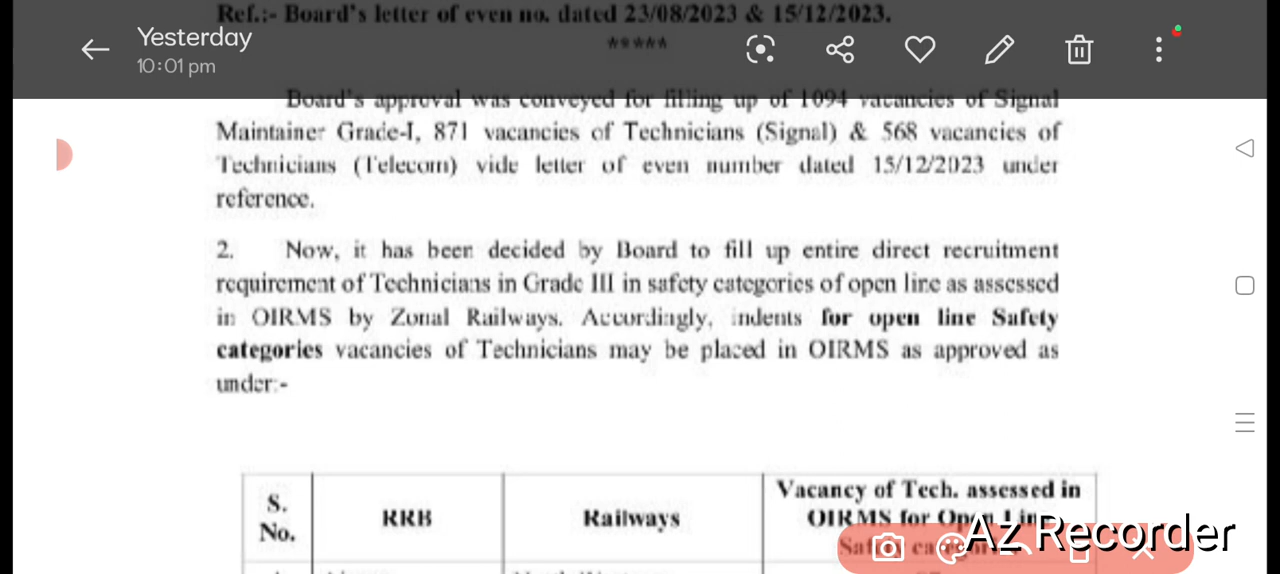 Ref.:- Board's letter of even no. dated 23/08/2023 & 15/12/2023.
Yesterday
*****
10:01 pm
Board's approval was conveyed for filling up of 1094 vacancies of Signal
Maintainer Grade-I, 871 vacancies of Technicians (Signal) & 568 vacancies of
Technicians (Telecom) vide letter of even number dated 15/12/2023 under
reference.
2. Now, it has been decided by Board to fill up entire direct recruitment
requirement of Technicians in Grade III in safety categories of open line as assessed
in OIRMS by Zonal Railways. Accordingly, indents for open line Safety
categories vacancies of Technicians may be placed in OIRMS as approved as
under:-
S.
No.
RRB
Railways
Vacancy of Tech. assessed in
OIRMS for Open Line
Az Recorder